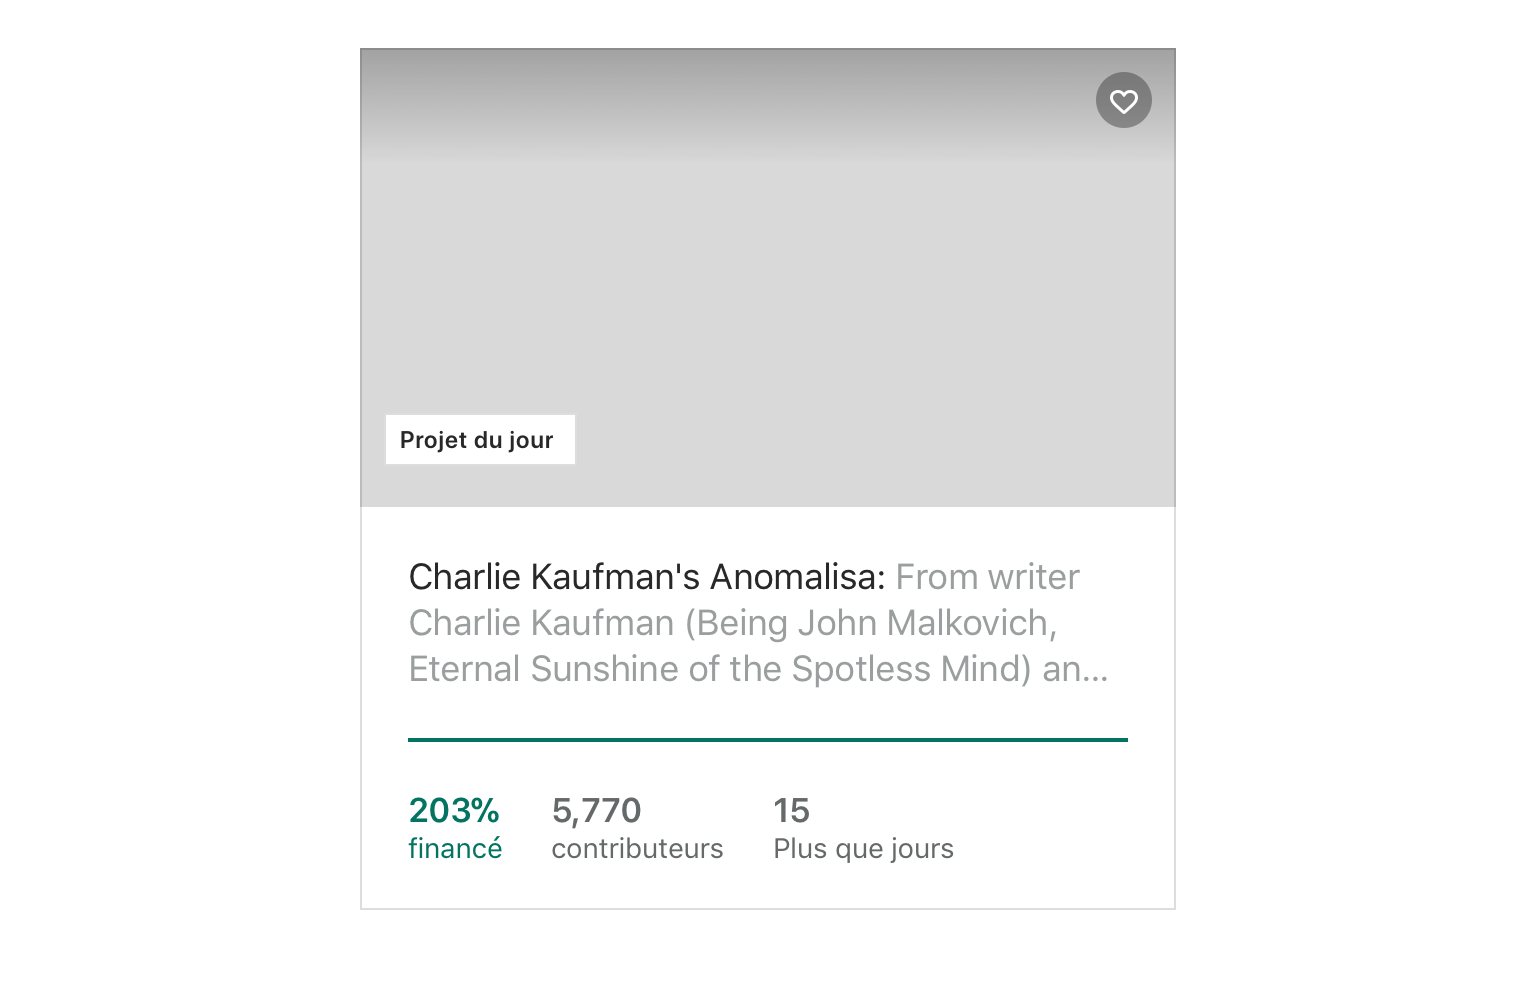 Projet du jour
Charlie Kaufman's Anomalisa: From writer
Charlie Kaufman (Being John Malkovich,
Eternal Sunshine of the Spotless Mind) an...
203% 5,770 15
financé contributeurs Plus que jours